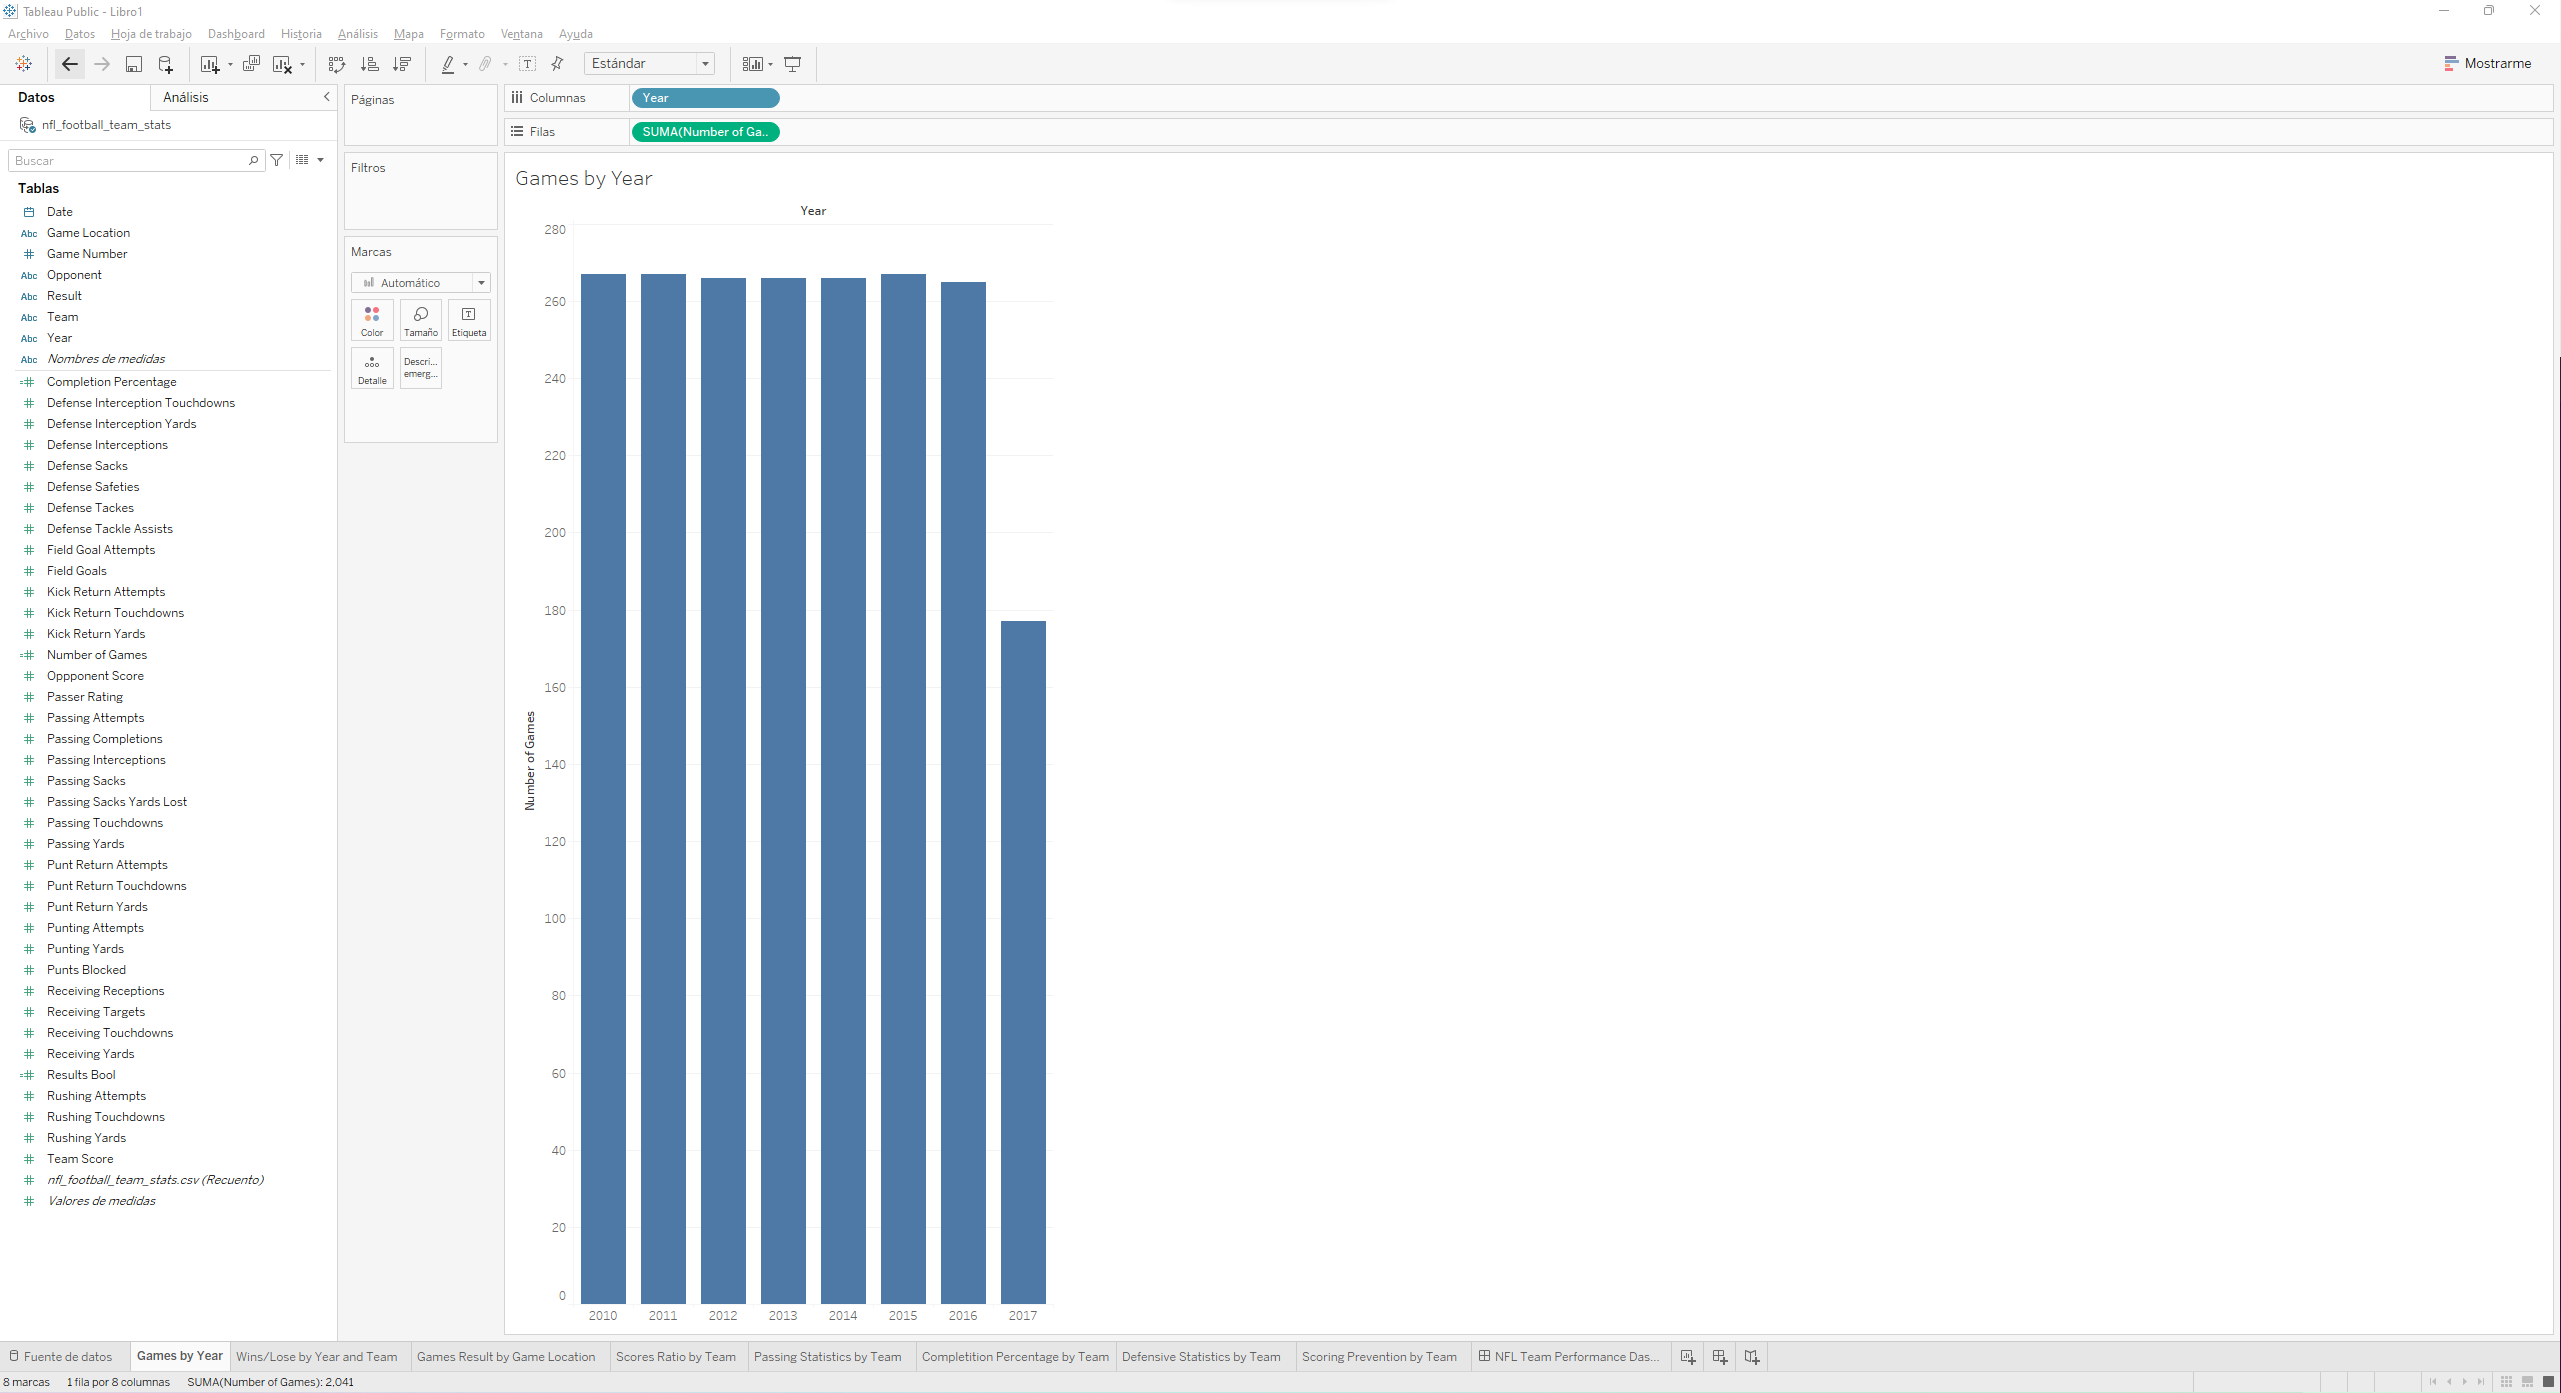 Tableau Public - Libro1
Archivo Datos Hoja de trabajo Dashboard Historia Análisis Mapa Formato Ventana Ayuda
Estándar
Mostrarme
Datos Análisis
nfl_football_team_stats
Buscar
Tablas
Date
Abc Game Location
Game Number
Abc Opponent
Abc Result
Abc Team
Abc Year
Abc Nombres de medidas
Completion Percentage
Defense Interception Touchdowns
Defense Interception Yards
Defense Interceptions
Defense Sacks
Defense Safeties
Defense Tackes
Defense Tackle Assists
Field Goal Attempts
Field Goals
Kick Return Attempts
Kick Return Touchdowns
Kick Return Yards
Number of Games
Oppponent Score
Passer Rating
Passing Attempts
Passing Completions
Passing Interceptions
Passing Sacks
Passing Sacks Yards Lost
Passing Touchdowns
Passing Yards
Punt Return Attempts
Punt Return Touchdowns
Punt Return Yards
Punting Attempts
Punting Yards
Punts Blocked
Receiving Receptions
Receiving Targets
Receiving Touchdowns
Receiving Yards
Results Bool
Rushing Attempts
Rushing Touchdowns
Rushing Yards
Team Score
nfl_football_team_stats.csv (Recuento)
Valores de medidas
Páginas
Filtros
Marcas
Automático
Color Tamaño Etiqueta
Detalle Descri... emerg...
Columnas Year
Filas SUMA(Number of Ga..
Games by Year
Year
Number of Games
280
260
240
220
200
180
160
140
120
100
80
60
40
20
0
2010 2011 2012 2013 2014 2015 2016 2017
Fuente de datos Games by Year Wins/Lose by Year and Team Games Result by Game Location Scores Ratio by Team Passing Statistics by Team Completition Percentage by Team Defensive Statistics by Team Scoring Prevention by Team NFL Team Performance Das...
8 marcas 1 fila por 8 columnas SUMA(Number of Games): 2,041